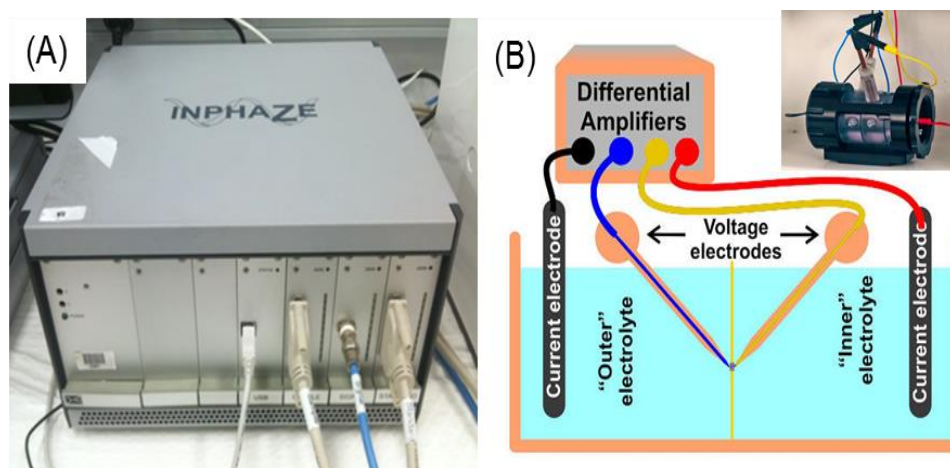 (A)
INPHAZE
USB
(B)
Differential
Amplifiers
Current electrode
Voltage
electrodes
Current electrode
"Outer"
electrolyte
"Inner"
electrolyte